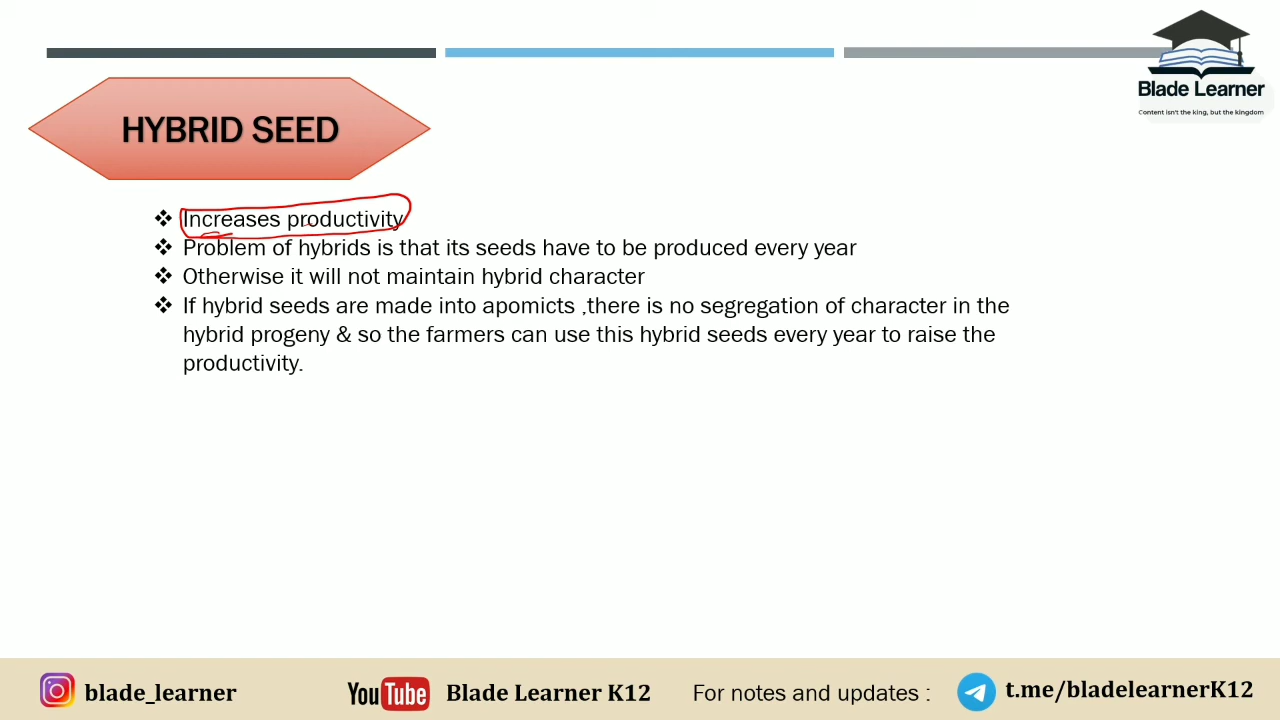 Blade Learner
Content isn't the king, but the kingdom
HYBRID SEED
❖ Increases productivity
❖ Problem of hybrids is that its seeds have to be produced every year
❖ Otherwise it will not maintain hybrid character
❖ If hybrid seeds are made into apomicts ,there is no segregation of character in the
hybrid progeny & so the farmers can use this hybrid seeds every year to raise the
productivity.
blade_learner
YouTube Blade Learner K12
For notes and updates :
t.me/bladelearnerK12